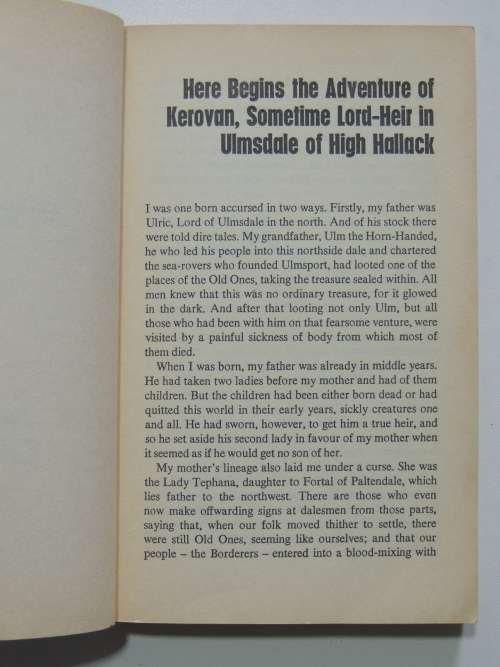 Here Begins the Adventure of
Kerovan, Sometime Lord-Heir in
Ulmsdale of High Hallack
I was one born accursed in two ways. Firstly, my father was
Ulric, Lord of Ulmsdale in the north. And of his stock there
were told dire tales. My grandfather, Ulm the Horn-Handed,
he who led his people into this northside dale and chartered
the sea-rovers who founded Ulmsport, had looted one of the
places of the Old Ones, taking the treasure sealed within. All
men knew that this was no ordinary treasure, for it glowed
in the dark. And after that looting not only Ulm, but all
those who had been with him on that fearsome venture, were
visited by a painful sickness of body from which most of
them died.
When I was born, my father was already in middle years.
He had taken two ladies before my mother and had of them
children. But the children had been either born dead or had
quitted this world in their early years, sickly creatures one
and all. He had sworn, however, to get him a true heir, and
so he set aside his second lady in favour of my mother when
it seemed as if he would get no son of her.
My mother's lineage also laid me under a curse. She was
the Lady Tephana, daughter to Fortal of Paltendale, which
lies father to the northwest. There are those who even
now make offwarding signs at dalesmen from those parts,
saying that, when our folk moved thither to settle, there
were still Old Ones, seeming like ourselves; and that our
people – the Borderers – entered into a blood-mixing with